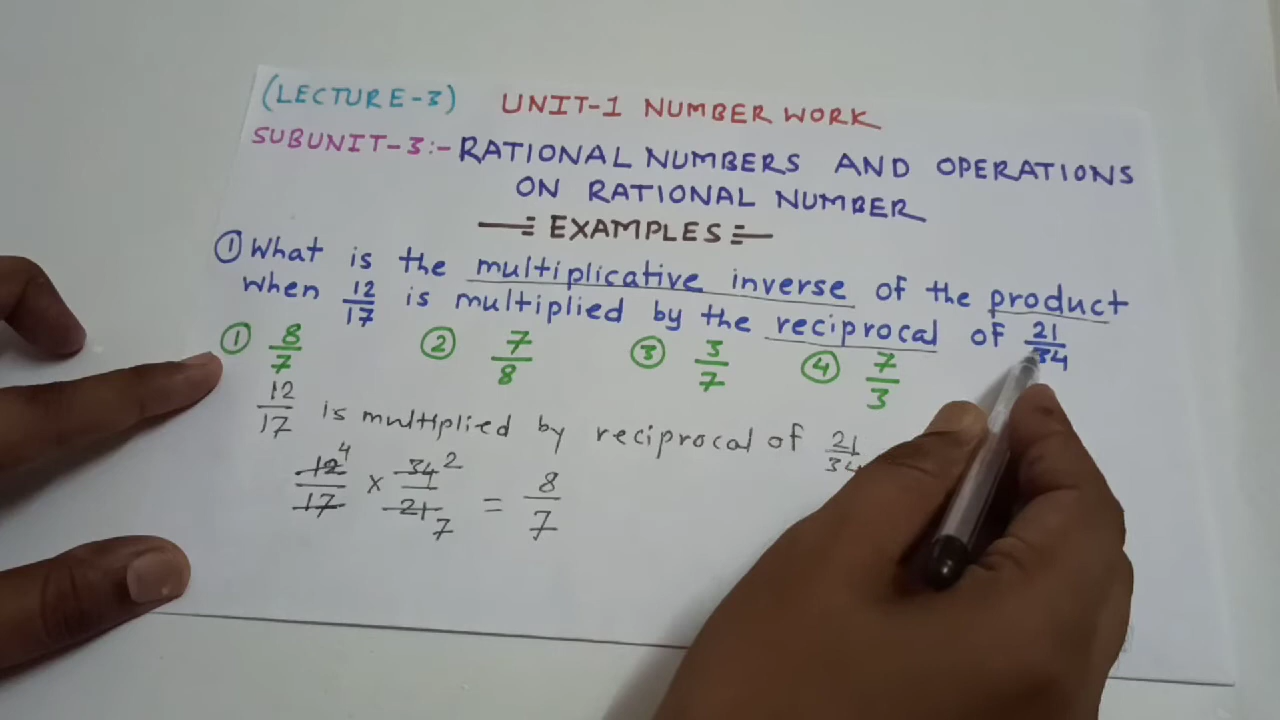 (LECTURE-3) UNIT-1 NUMBER WORK
SUBUNIT-3:- RATIONAL NUMBERS AND OPERATIONS
ON RATIONAL NUMBER
EXAMPLES
① What is the multiplicative inverse of the product
when 12/17 is multiplied by the reciprocal of 21/34
① 8/7 ② 7/8 ③ 3/7 ④ 7/3
12/17 is multiplied by reciprocal of 21/34
12 4/17 × 34 2/21 7 = 8/7